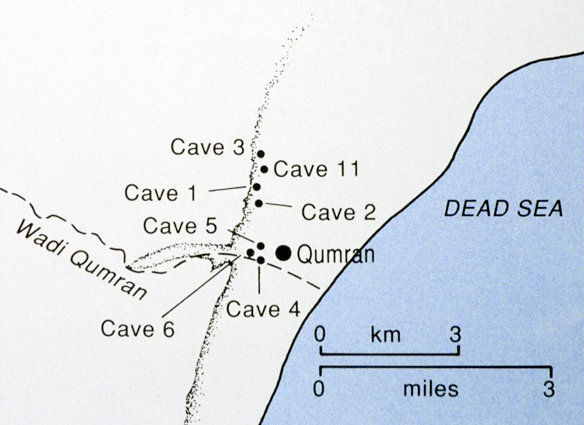 Cave 3
Cave 11
Cave 1
Cave 2
DEAD SEA
Cave 5
Wadi Qumran
Qumran
Cave 4
Cave 6
0 km 3
0 miles 3